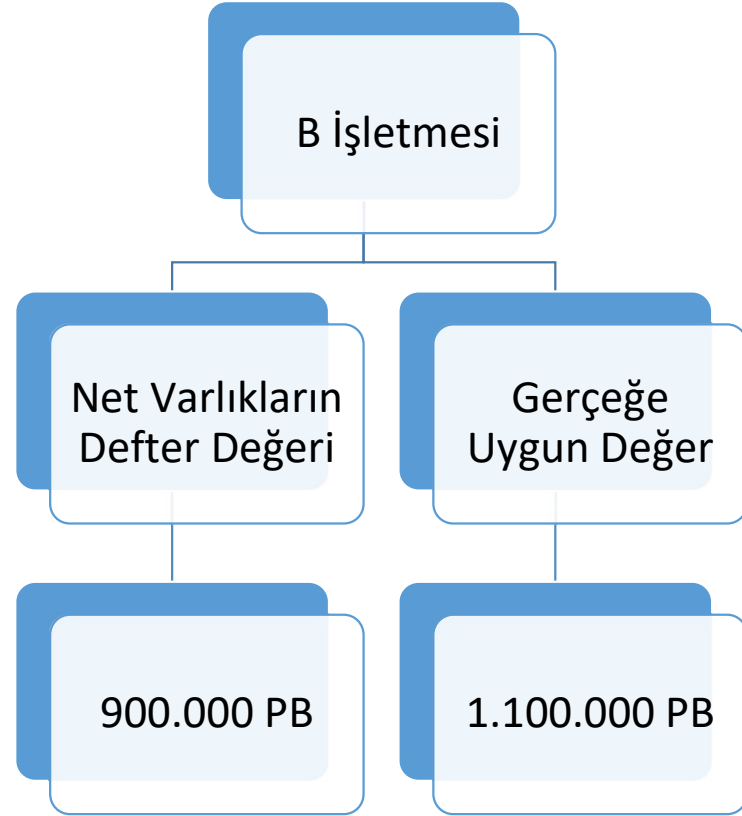 B İşletmesi
Net Varlıkların
Defter Değeri
Gerçeğe
Uygun Değer
900.000 PB
1.100.000 PB